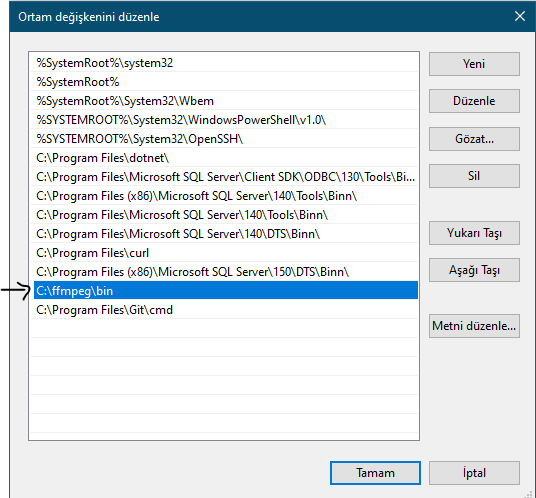 Ortam değişkenini düzenle
%SystemRoot%\system32
%SystemRoot%
%SystemRoot%\System32\Wbem
%SYSTEMROOT%\System32\WindowsPowerShell\v1.0\
%SYSTEMROOT%\System32\OpenSSH\
C:\Program Files\dotnet\
C:\Program Files\Microsoft SQL Server\Client SDK\ODBC\130\Tools\Bi...
C:\Program Files (x86)\Microsoft SQL Server\140\Tools\Binn\
C:\Program Files\Microsoft SQL Server\140\Tools\Binn\
C:\Program Files\Microsoft SQL Server\140\DTS\Binn\
C:\Program Files\curl
C:\Program Files (x86)\Microsoft SQL Server\150\DTS\Binn\
C:\ffmpeg\bin
C:\Program Files\Git\cmd
Yeni
Düzenle
Gözat...
Sil
Yukarı Taşı
Aşağı Taşı
Metni düzenle...
Tamam
İptal